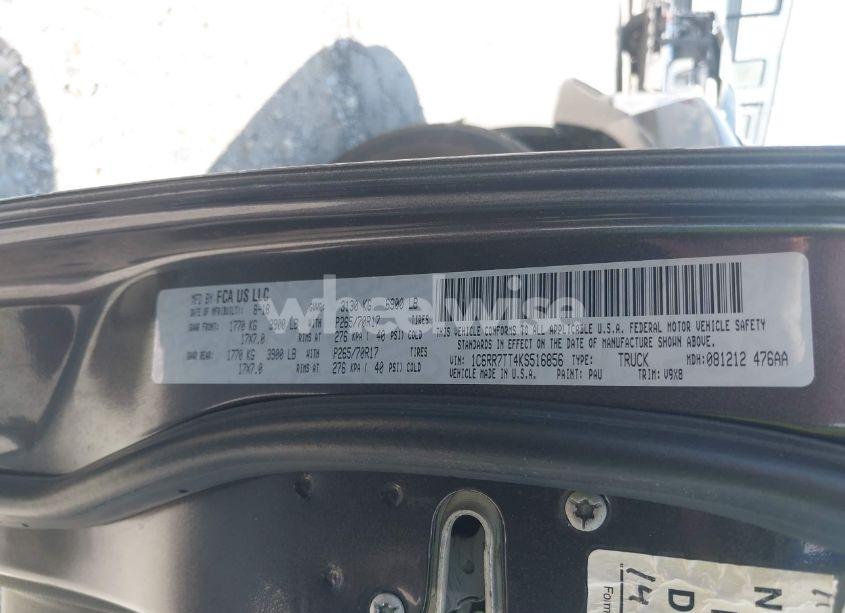 MFD BY FCA US LLC
DATE OF MFR/BUILT: 8-18 GVWR: 3130 KG 6900 LB
GAWR FRONT: 1770 KG 3900 LB WITH P265/70R17 TIRES
17X7.0 RIMS AT 276 KPA ( 40 PSI) COLD
GAWR REAR: 1770 KG 3900 LB WITH P265/70R17 TIRES
17X7.0 RIMS AT 276 KPA ( 40 PSI) COLD
THIS VEHICLE CONFORMS TO ALL APPLICABLE U.S.A. FEDERAL MOTOR VEHICLE SAFETY
STANDARDS IN EFFECT ON THE DATE OF MANUFACTURE SHOWN ABOVE.
VIN: 1C6RR7TT4KS516856 TYPE: TRUCK MDH: 081212 476AA
VEHICLE MADE IN U.S.A. PAINT: PAU TRIM: V9X8
wheelwise
14
N
D
Form